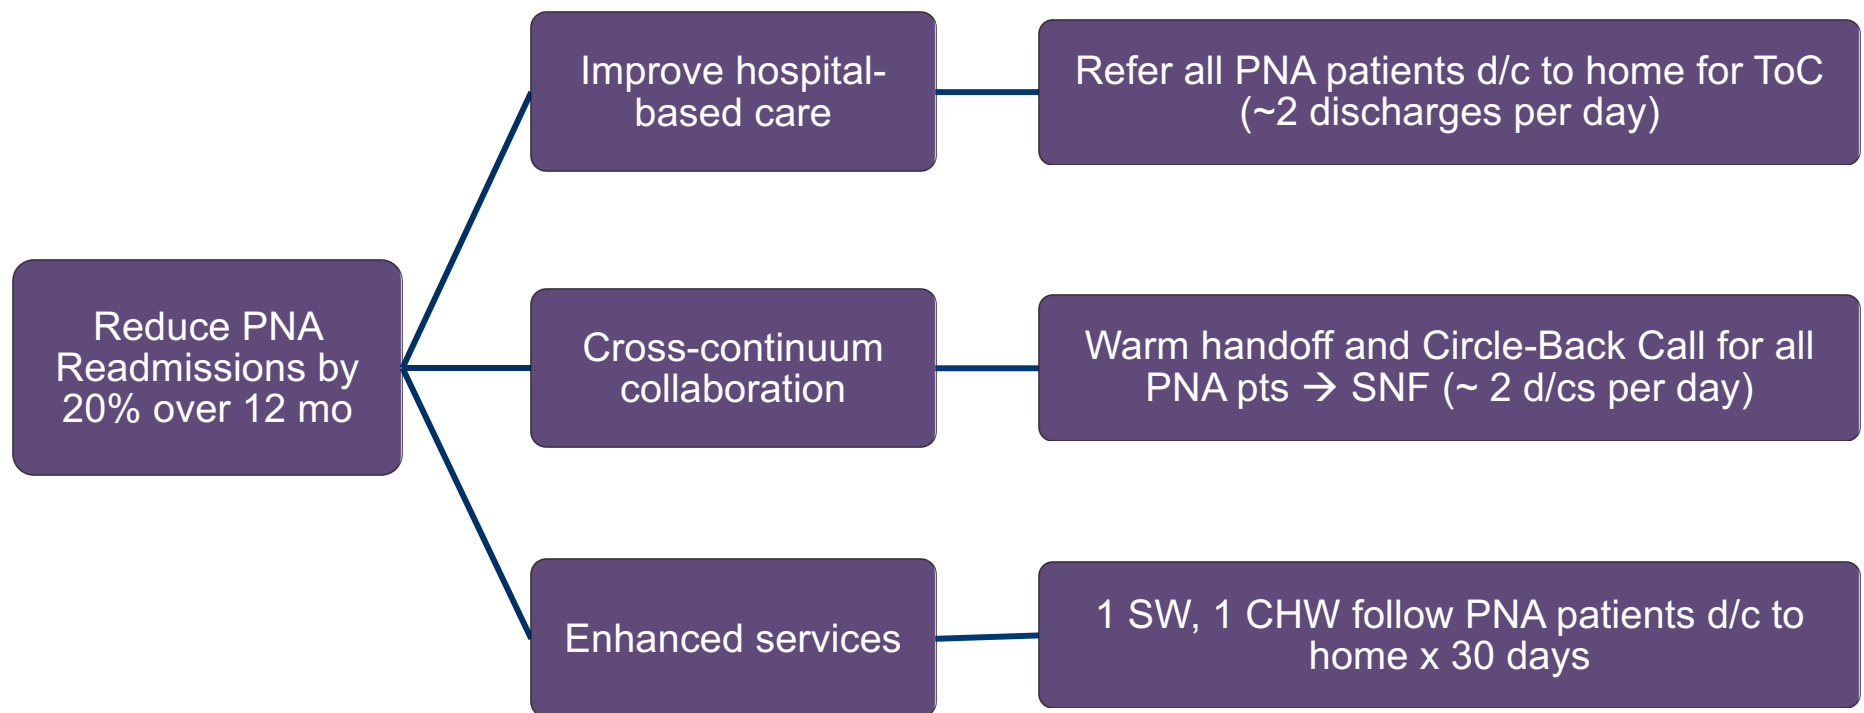 Improve hospital-
based care
Refer all PNA patients d/c to home for ToC
(~2 discharges per day)
Reduce PNA
Readmissions by
20% over 12 mo
Cross-continuum
collaboration
Warm handoff and Circle-Back Call for all
PNA pts → SNF (~ 2 d/cs per day)
Enhanced services
1 SW, 1 CHW follow PNA patients d/c to
home x 30 days